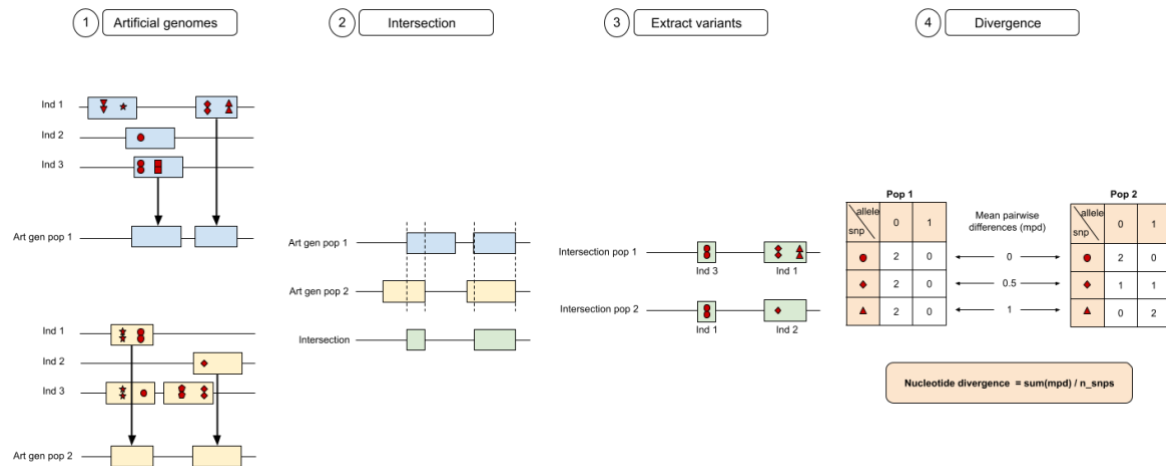 1 Artificial genomes
2 Intersection
3 Extract variants
4 Divergence
Ind 1
Ind 2
Ind 3
Art gen pop 1
Ind 1
Ind 2
Ind 3
Art gen pop 2
Art gen pop 1
Art gen pop 2
Intersection
Intersection pop 1
Ind 3 Ind 1
Intersection pop 2
Ind 1 Ind 2
Pop 1
allele
snp
0 1
2 0
2 0
2 0
Mean pairwise
differences (mpd)
0
0.5
1
Pop 2
allele
snp
0 1
2 0
1 1
0 2
Nucleotide divergence = sum(mpd) / n_snps